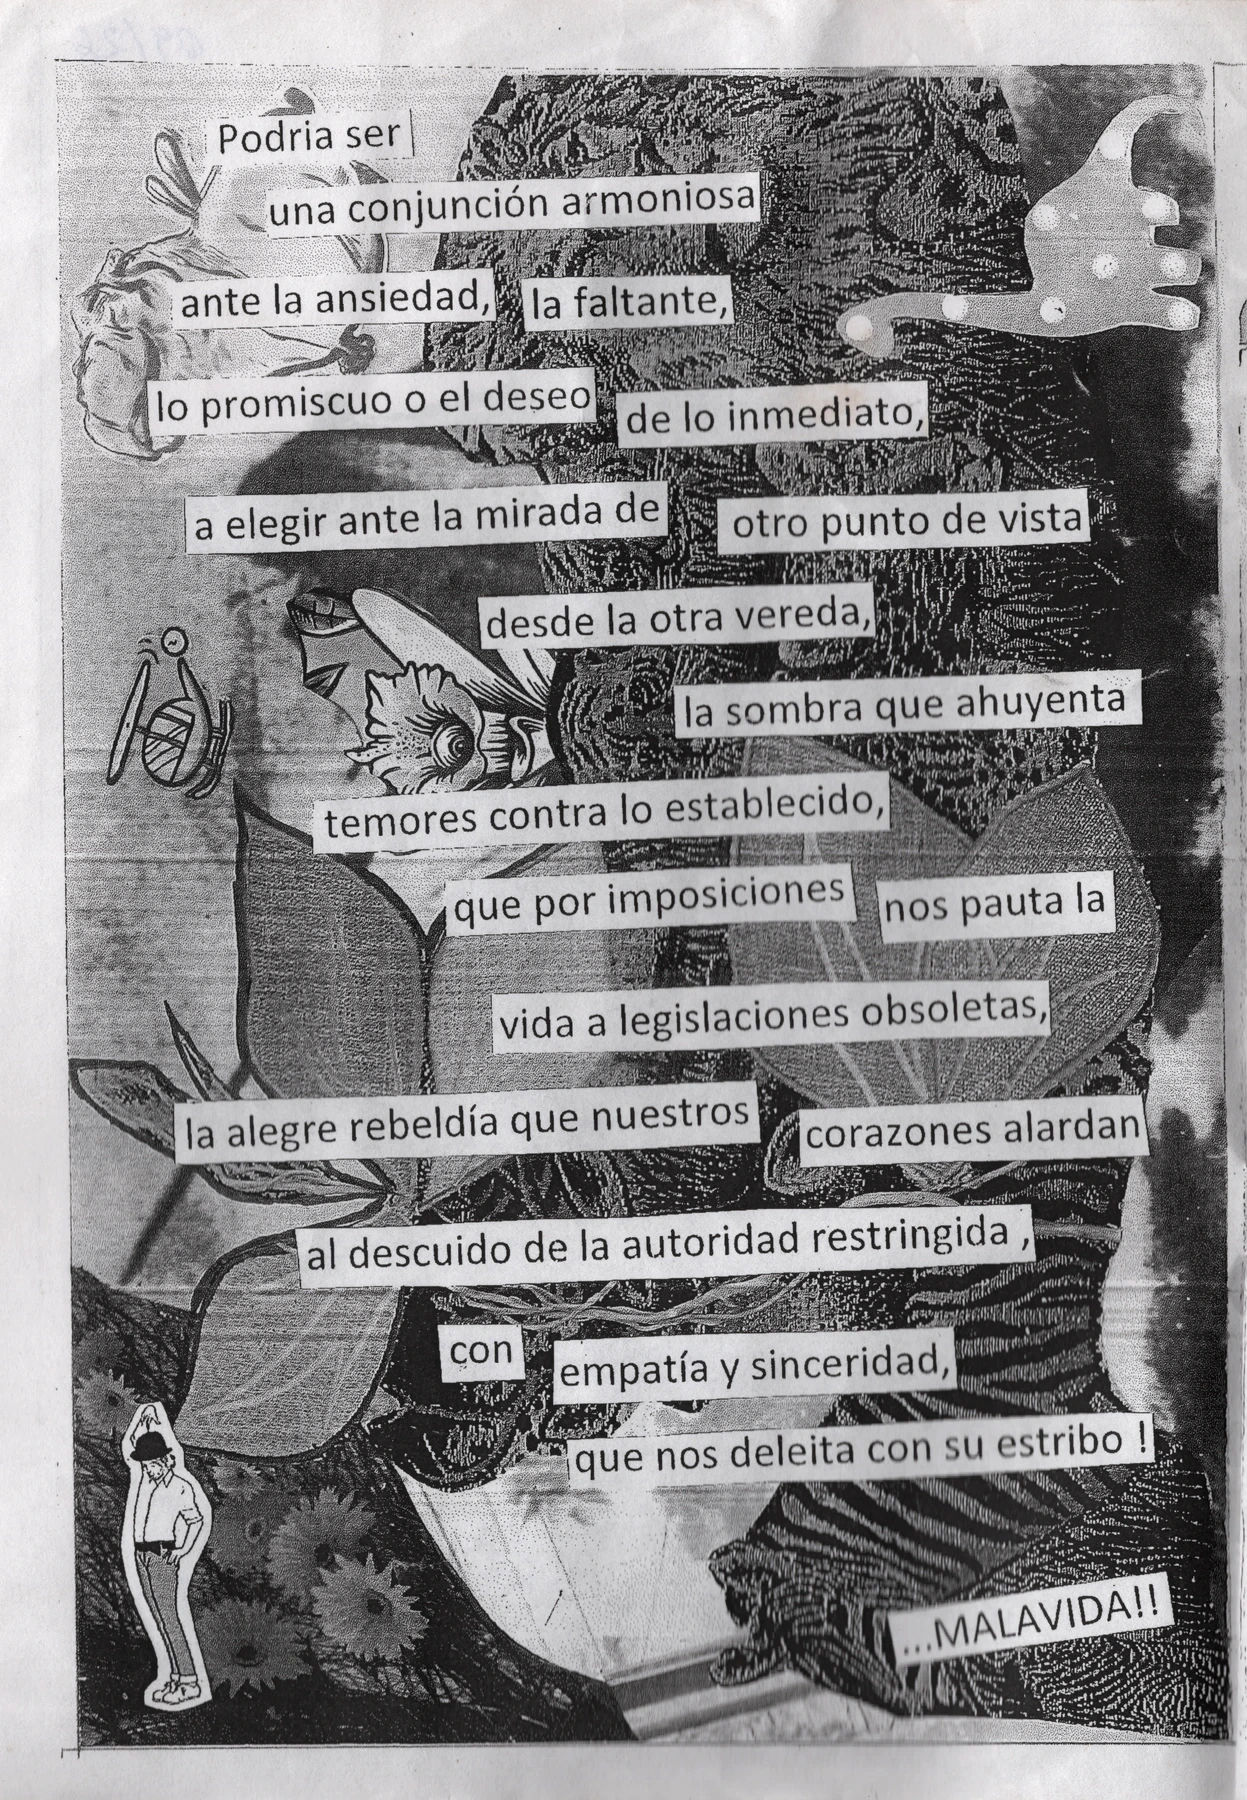 Podria ser
una conjunción armoniosa
ante la ansiedad, la faltante,
lo promiscuo o el deseo de lo inmediato,
a elegir ante la mirada de otro punto de vista
desde la otra vereda,
la sombra que ahuyenta
temores contra lo establecido,
que por imposiciones nos pauta la
vida a legislaciones obsoletas,
la alegre rebeldía que nuestros corazones alardan
al descuido de la autoridad restringida ,
con empatía y sinceridad,
que nos deleita con su estribo !
...MALAVIDA!!